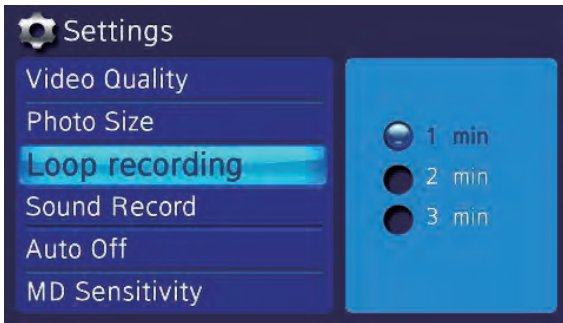 Settings
Video Quality
Photo Size
Loop recording
Sound Record
Auto Off
MD Sensitivity
1 min
2 min
3 min